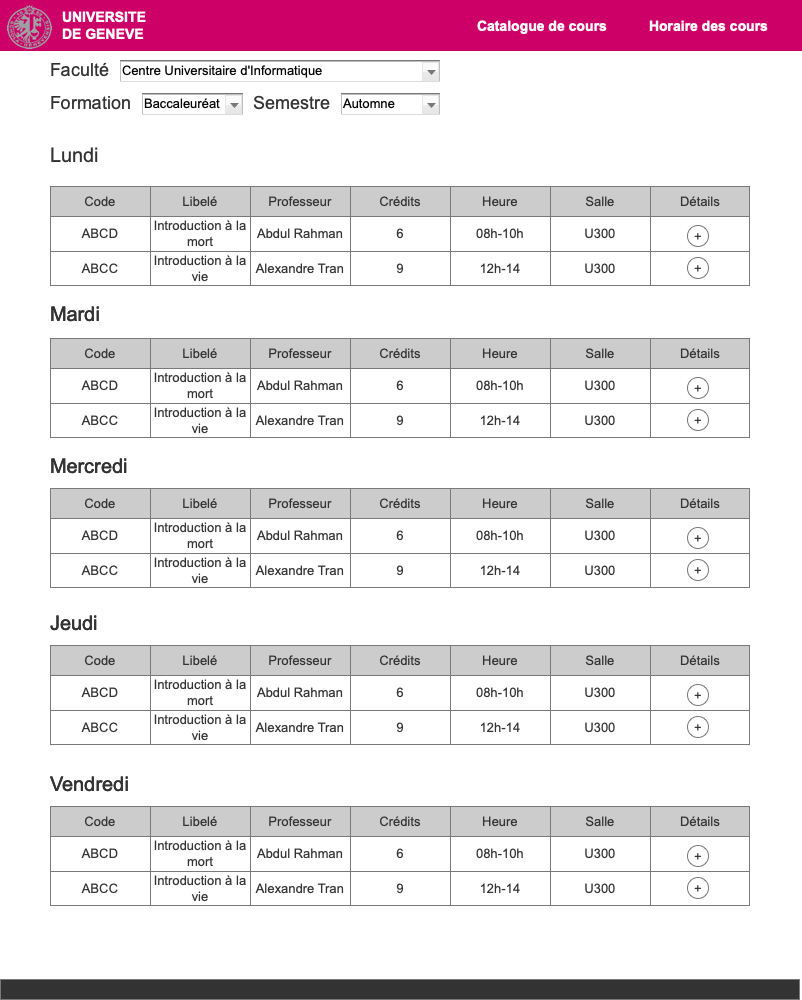 UNIVERSITE
DE GENEVE
Catalogue de cours Horaire des cours
Faculté Centre Universitaire d'Informatique
Formation Baccaleuréat Semestre Automne
Lundi
Code Libelé Professeur Crédits Heure Salle Détails
ABCD Introduction à la mort Abdul Rahman 6 08h-10h U300 +
ABCC Introduction à la vie Alexandre Tran 9 12h-14 U300 +
Mardi
Code Libelé Professeur Crédits Heure Salle Détails
ABCD Introduction à la mort Abdul Rahman 6 08h-10h U300 +
ABCC Introduction à la vie Alexandre Tran 9 12h-14 U300 +
Mercredi
Code Libelé Professeur Crédits Heure Salle Détails
ABCD Introduction à la mort Abdul Rahman 6 08h-10h U300 +
ABCC Introduction à la vie Alexandre Tran 9 12h-14 U300 +
Jeudi
Code Libelé Professeur Crédits Heure Salle Détails
ABCD Introduction à la mort Abdul Rahman 6 08h-10h U300 +
ABCC Introduction à la vie Alexandre Tran 9 12h-14 U300 +
Vendredi
Code Libelé Professeur Crédits Heure Salle Détails
ABCD Introduction à la mort Abdul Rahman 6 08h-10h U300 +
ABCC Introduction à la vie Alexandre Tran 9 12h-14 U300 +